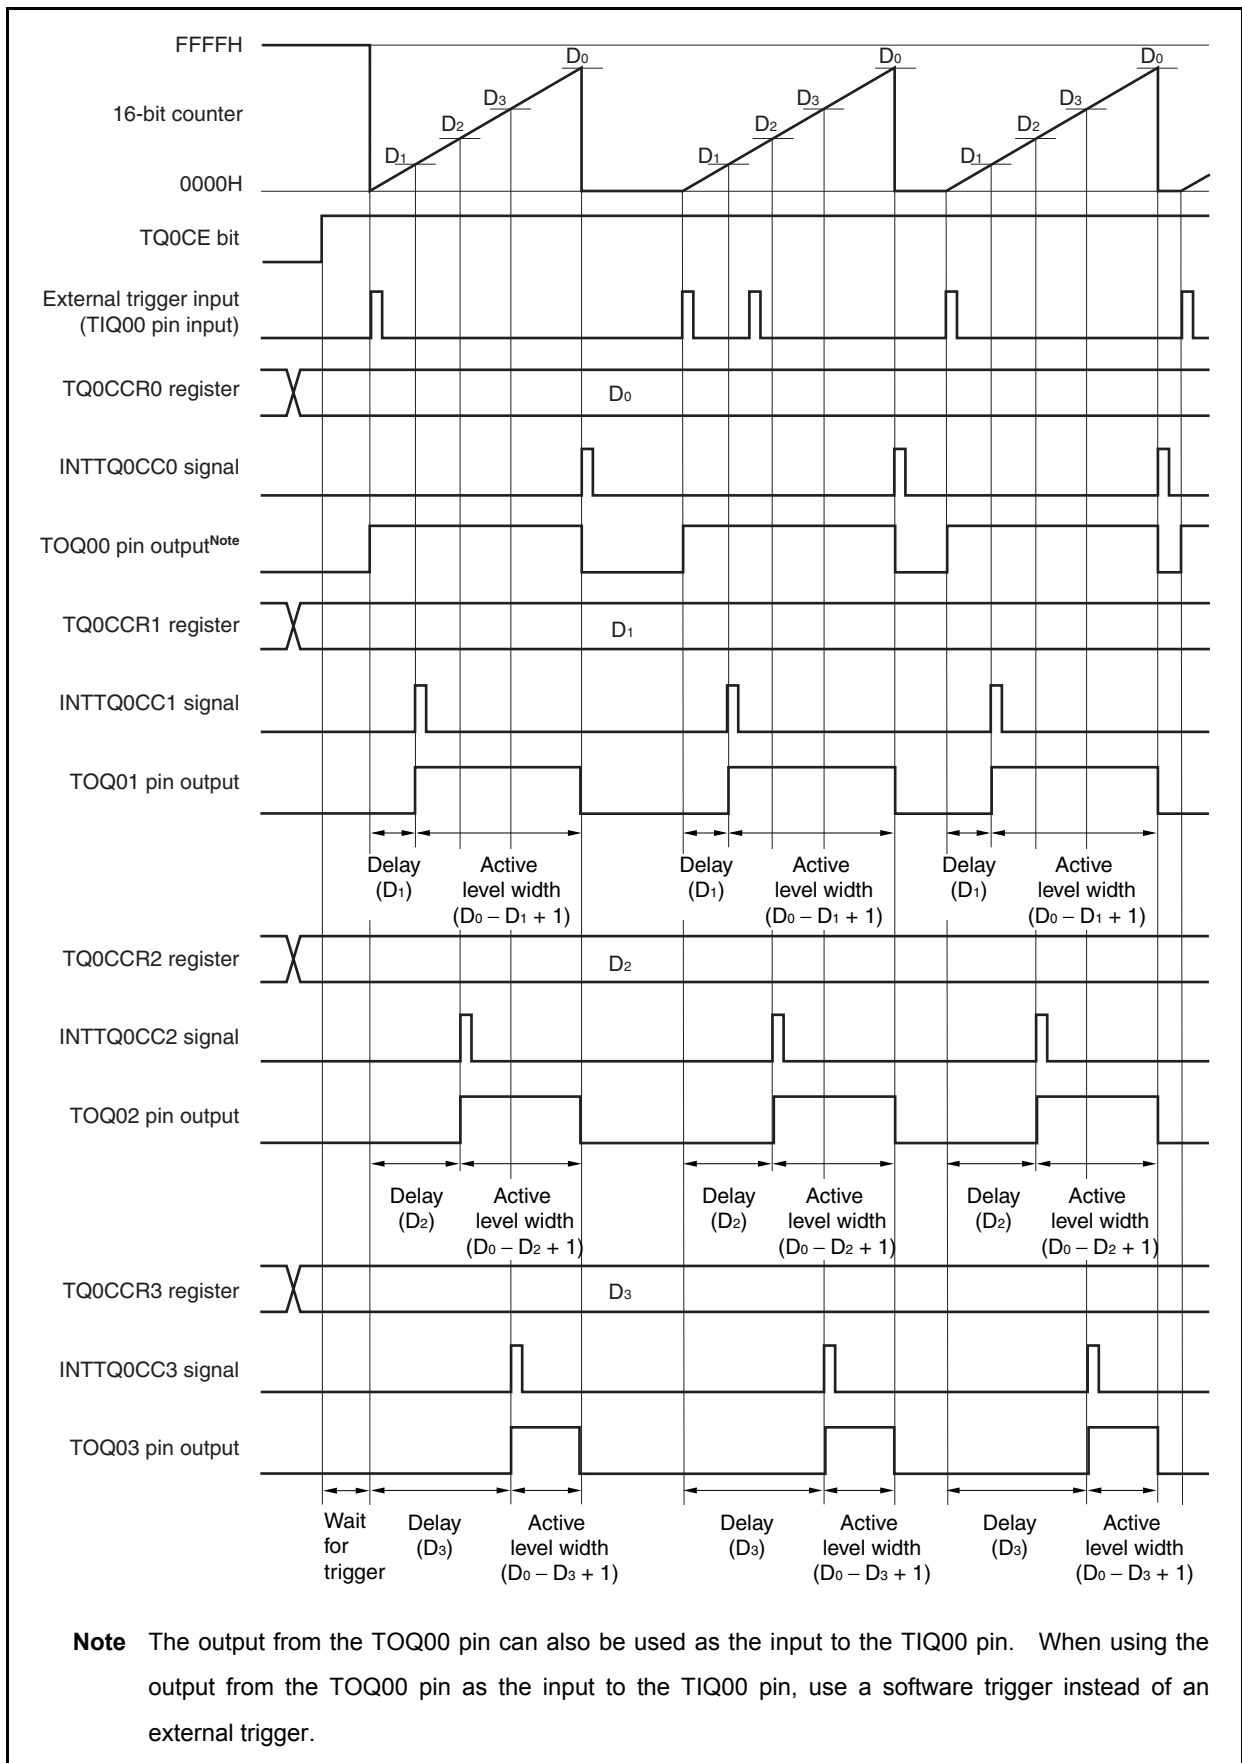 FFFFH
D0 D0 D0
D3 D3 D3
16-bit counter
D2 D2 D2
D1 D1 D1
0000H
TQ0CE bit
External trigger input
(TIQ00 pin input)
TQ0CCR0 register
D0
INTTQ0CC0 signal
TOQ00 pin outputNote
TQ0CCR1 register
D1
INTTQ0CC1 signal
TOQ01 pin output
Delay Active Delay Active Delay Active
(D1) level width (D1) level width (D1) level width
(D0 – D1 + 1) (D0 – D1 + 1) (D0 – D1 + 1)
TQ0CCR2 register
D2
INTTQ0CC2 signal
TOQ02 pin output
Delay Active Delay Active Delay Active
(D2) level width (D2) level width (D2) level width
(D0 – D2 + 1) (D0 – D2 + 1) (D0 – D2 + 1)
TQ0CCR3 register
D3
INTTQ0CC3 signal
TOQ03 pin output
Wait Delay Active Delay Active Delay Active
for (D3) level width (D3) level width (D3) level width
trigger (D0 – D3 + 1) (D0 – D3 + 1) (D0 – D3 + 1)
Note The output from the TOQ00 pin can also be used as the input to the TIQ00 pin. When using the
output from the TOQ00 pin as the input to the TIQ00 pin, use a software trigger instead of an
external trigger.